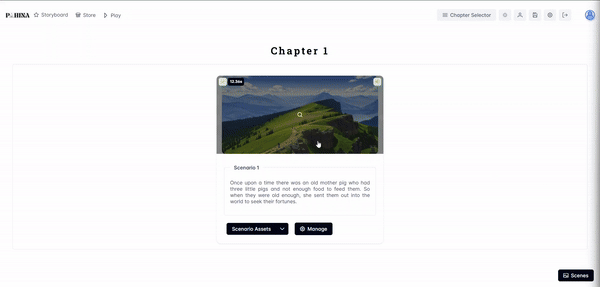 PAHINA
Storyboard
Store
Play
Chapter Selector
Chapter 1
12.34s
Scenario 1
Once upon a time there was an old mother pig who had
three little pigs and not enough food to feed them. So
when they were old enough, she sent them out into the
world to seek their fortunes.
Scenario Assets
Manage
Scenes